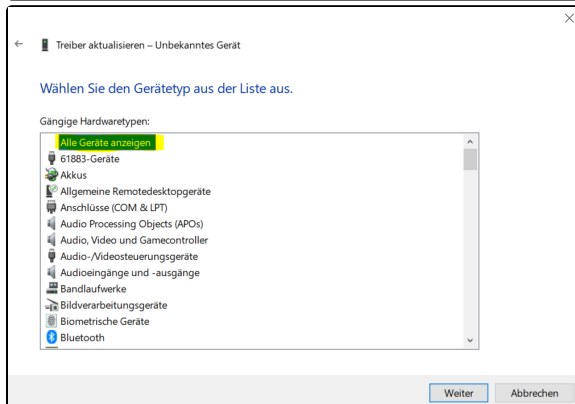 Treiber aktualisieren – Unbekanntes Gerät
Wählen Sie den Gerätetyp aus der Liste aus.
Gängige Hardwaretypen:
Alle Geräte anzeigen
61883-Geräte
Akkus
Allgemeine Remotedesktopgeräte
Anschlüsse (COM & LPT)
Audio Processing Objects (APOs)
Audio, Video und Gamecontroller
Audio-/Videosteuerungsgeräte
Audioeingänge und -ausgänge
Bandlaufwerke
Bildverarbeitungsgeräte
Biometrische Geräte
Bluetooth
Weiter Abbrechen